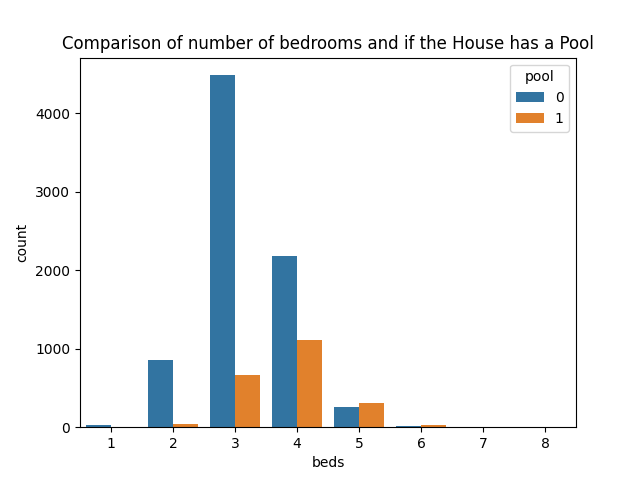 Comparison of number of bedrooms and if the House has a Pool
pool
0
1
4000
3000
2000
1000
0
count
1 2 3 4 5 6 7 8
beds